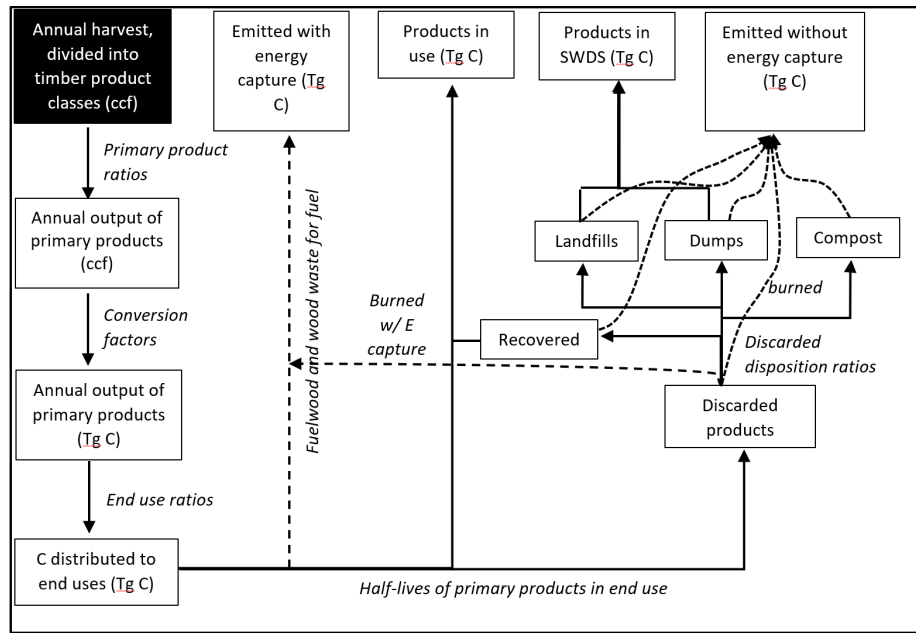 Annual harvest,
divided into
timber product
classes (ccf)
Emitted with
energy
capture (Tg
C)
Products in
use (Tg C)
Products in
SWDS (Tg C)
Emitted without
energy capture
(Tg C)
Primary product
ratios
Annual output of
primary products
(ccf)
Landfills
Dumps
Compost
Fuelwood and wood waste for fuel
Burned
w/ E
capture
burned
Conversion
factors
Recovered
Discarded
disposition ratios
Annual output of
primary products
(Tg C)
Discarded
products
End use ratios
C distributed to
end uses (Tg C)
Half-lives of primary products in end use